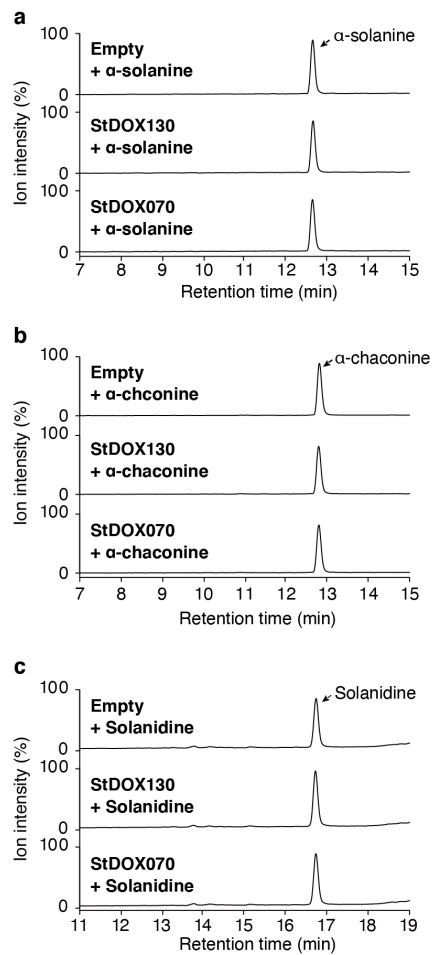 a
100
Empty
+ ɑ-solanine
ɑ-solanine
0
100
StDOX130
+ ɑ-solanine
0
100
StDOX070
+ ɑ-solanine
0
Ion intensity (%)
7 8 9 10 11 12 13 14 15
Retention time (min)
b
100
Empty
+ ɑ-chconine
ɑ-chaconine
0
100
StDOX130
+ ɑ-chaconine
0
100
StDOX070
+ ɑ-chaconine
0
Ion intensity (%)
7 8 9 10 11 12 13 14 15
Retention time (min)
c
100
Empty
+ Solanidine
Solanidine
0
100
StDOX130
+ Solanidine
0
100
StDOX070
+ Solanidine
0
Ion intensity (%)
11 12 13 14 15 16 17 18 19
Retention time (min)